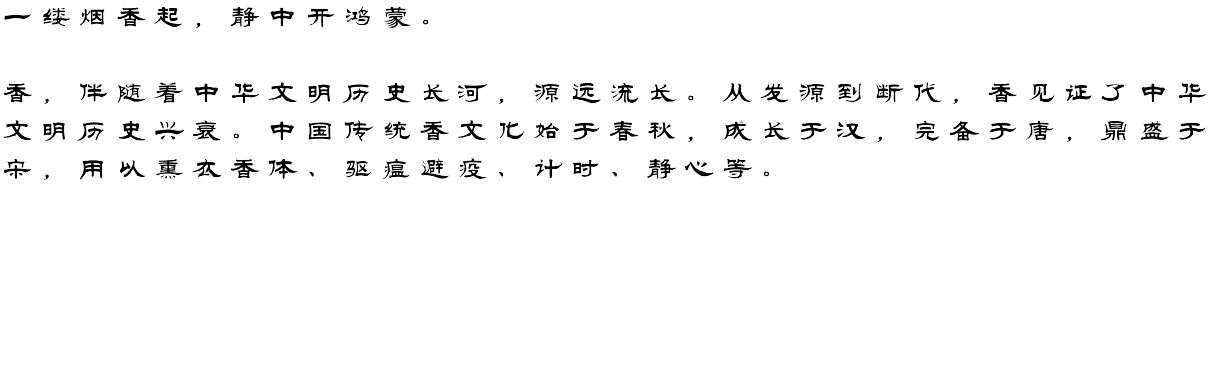 一缕烟香起，静中开鸿蒙。
香，伴随着中华文明历史长河，源远流长。从发源到断代，香见证了中华
文明历史兴衰。中国传统香文化始于春秋，成长于汉，完备于唐，鼎盛于
宋，用以熏衣香体、驱瘟避疫、计时、静心等。